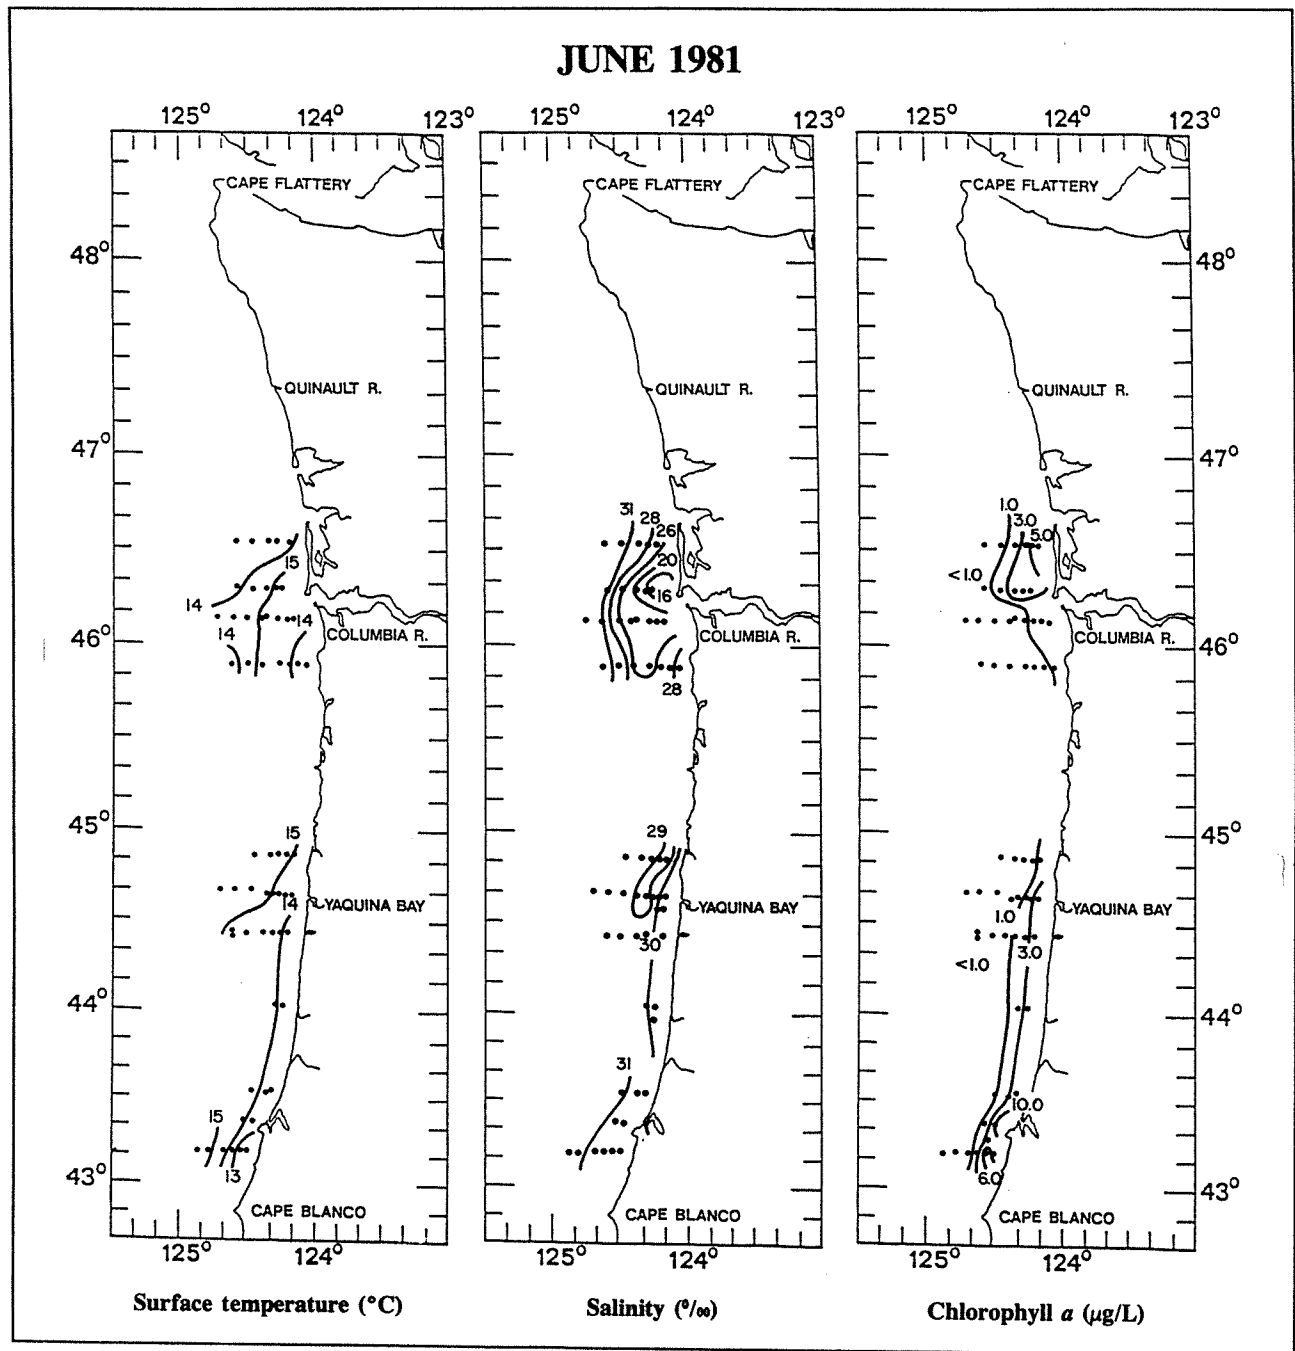 JUNE 1981
125° 124° 123° 125° 124° 123° 125° 124° 123°
CAPE FLATTERY CAPE FLATTERY CAPE FLATTERY
48° 48°
QUINAULT R. QUINAULT R. QUINAULT R.
47° 47°
31 28 26 20 16
1.0 3.0 5.0
<1.0
15
14
14 14
46° COLUMBIA R. COLUMBIA R. COLUMBIA R. 46°
28
45° 15 29 45°
14 YAQUINA BAY YAQUINA BAY 1.0 YAQUINA BAY
30 <1.0 3.0
44° 44°
31
15 10.0
43° 13 6.0 43°
CAPE BLANCO CAPE BLANCO CAPE BLANCO
125° 124° 125° 124° 125° 124°
Surface temperature (°C) Salinity (⁰/∞) Chlorophyll a (μg/L)